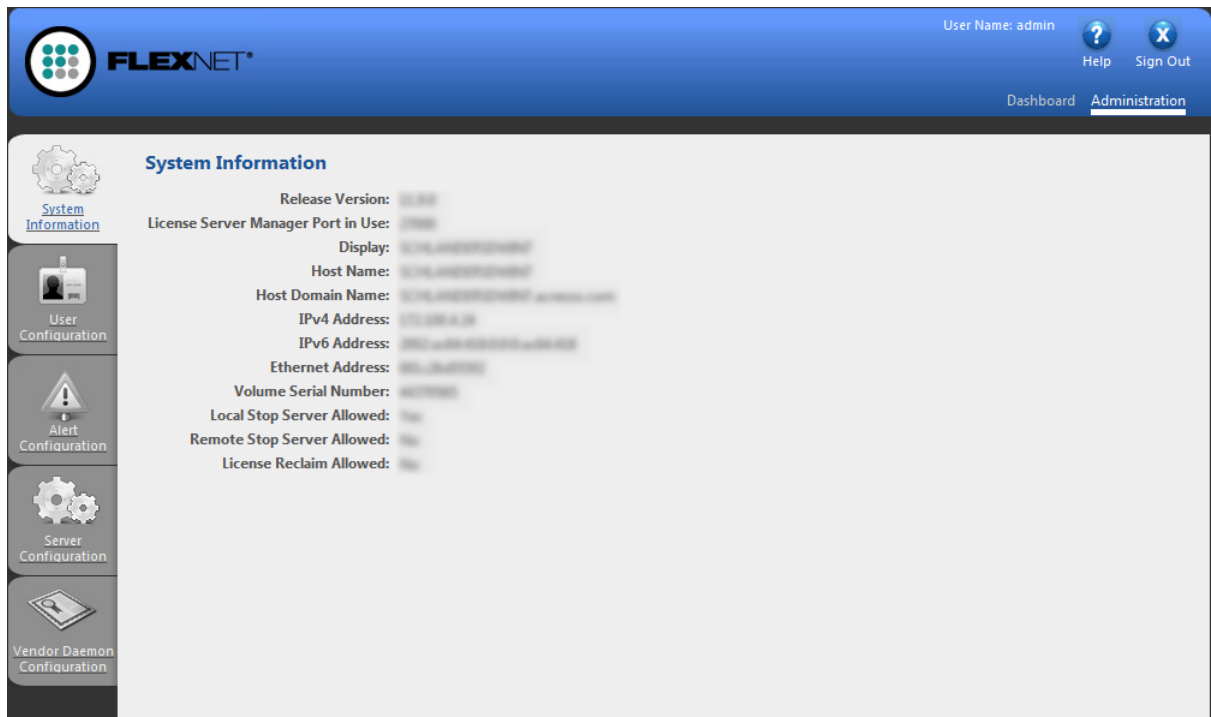 User Name: admin
FLEXNET
Help
Sign Out
Dashboard Administration
System Information
Release Version:
License Server Manager Port in Use:
Display:
Host Name:
Host Domain Name:
IPv4 Address:
IPv6 Address:
Ethernet Address:
Volume Serial Number:
Local Stop Server Allowed:
Remote Stop Server Allowed:
License Reclaim Allowed:
System
Information
User
Configuration
Alert
Configuration
Server
Configuration
Vendor Daemon
Configuration